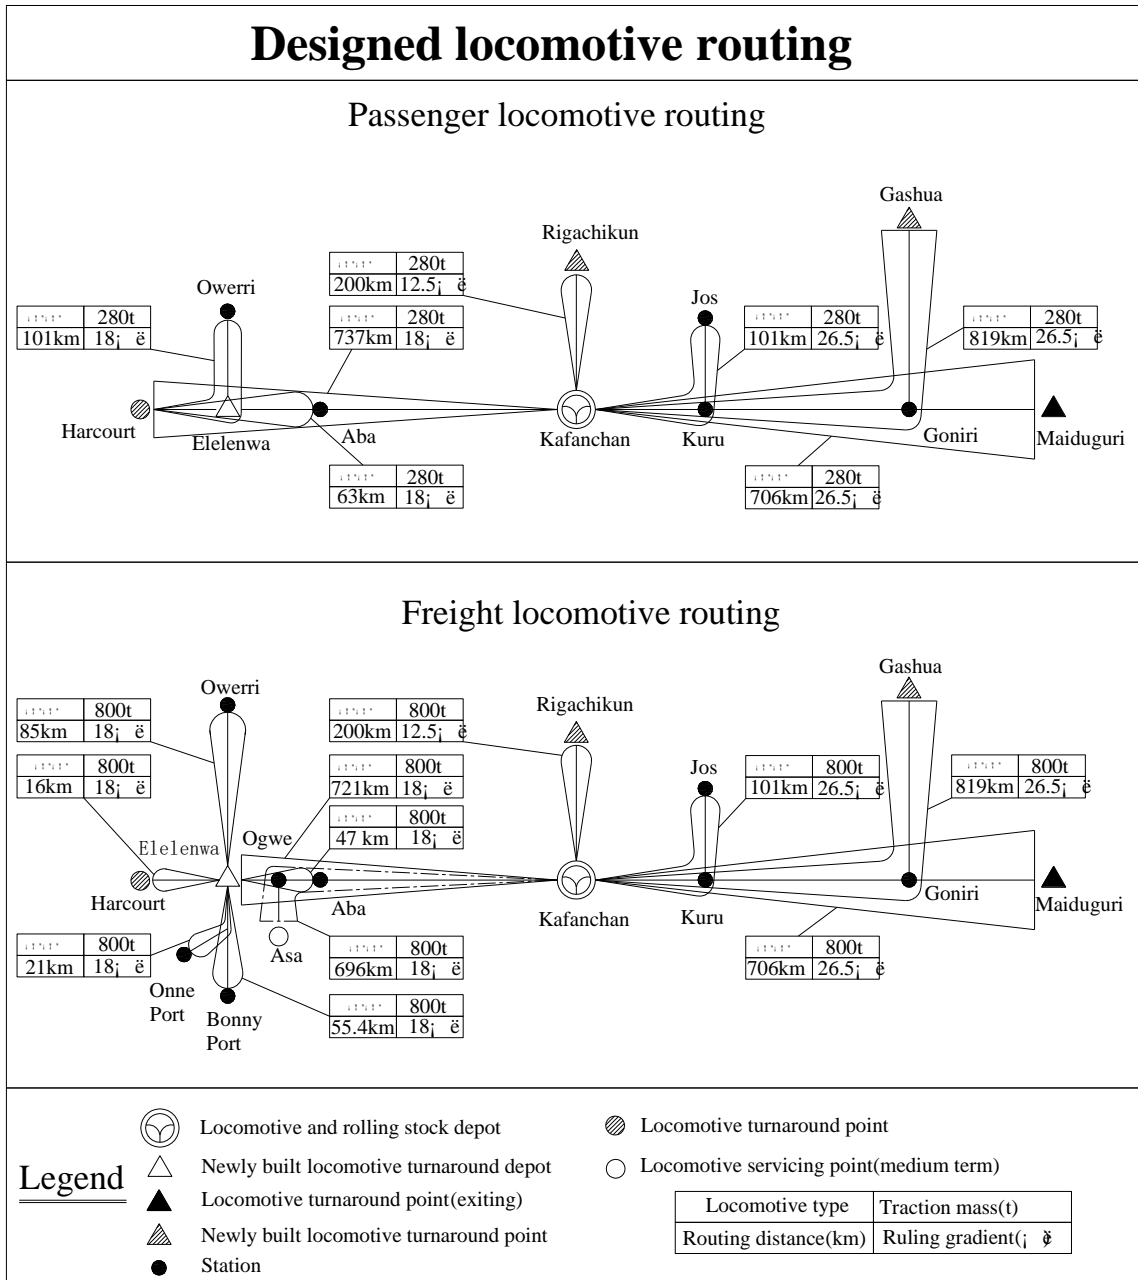 Designed locomotive routing
Passenger locomotive routing
Gashua
Rigachikun
280t
200km 12.5¡ ë
Owerri
Jos
280t
101km 18¡ ë
280t
737km 18¡ ë
280t
101km 26.5¡ ë
280t
819km 26.5¡ ë
Harcourt
Elelenwa
Aba
Kafanchan
Kuru
Goniri
Maiduguri
280t
63km 18¡ ë
280t
706km 26.5¡ ë
Freight locomotive routing
Gashua
Owerri
Rigachikun
800t
85km 18¡ ë
800t
200km 12.5¡ ë
800t
16km 18¡ ë
800t
721km 18¡ ë
Jos
800t
101km 26.5¡ ë
800t
819km 26.5¡ ë
800t
47 km 18¡ ë
Ogwe
Elelenwa
Harcourt
Aba
Kafanchan
Kuru
Goniri
Maiduguri
800t
21km 18¡ ë
Asa
800t
696km 18¡ ë
800t
706km 26.5¡ ë
Onne
Port
Bonny
Port
800t
55.4km 18¡ ë
Legend
Locomotive and rolling stock depot
Newly built locomotive turnaround depot
Locomotive turnaround point(exiting)
Newly built locomotive turnaround point
Station
Locomotive turnaround point
Locomotive servicing point(medium term)
Locomotive type Traction mass(t)
Routing distance(km) Ruling gradient(¡